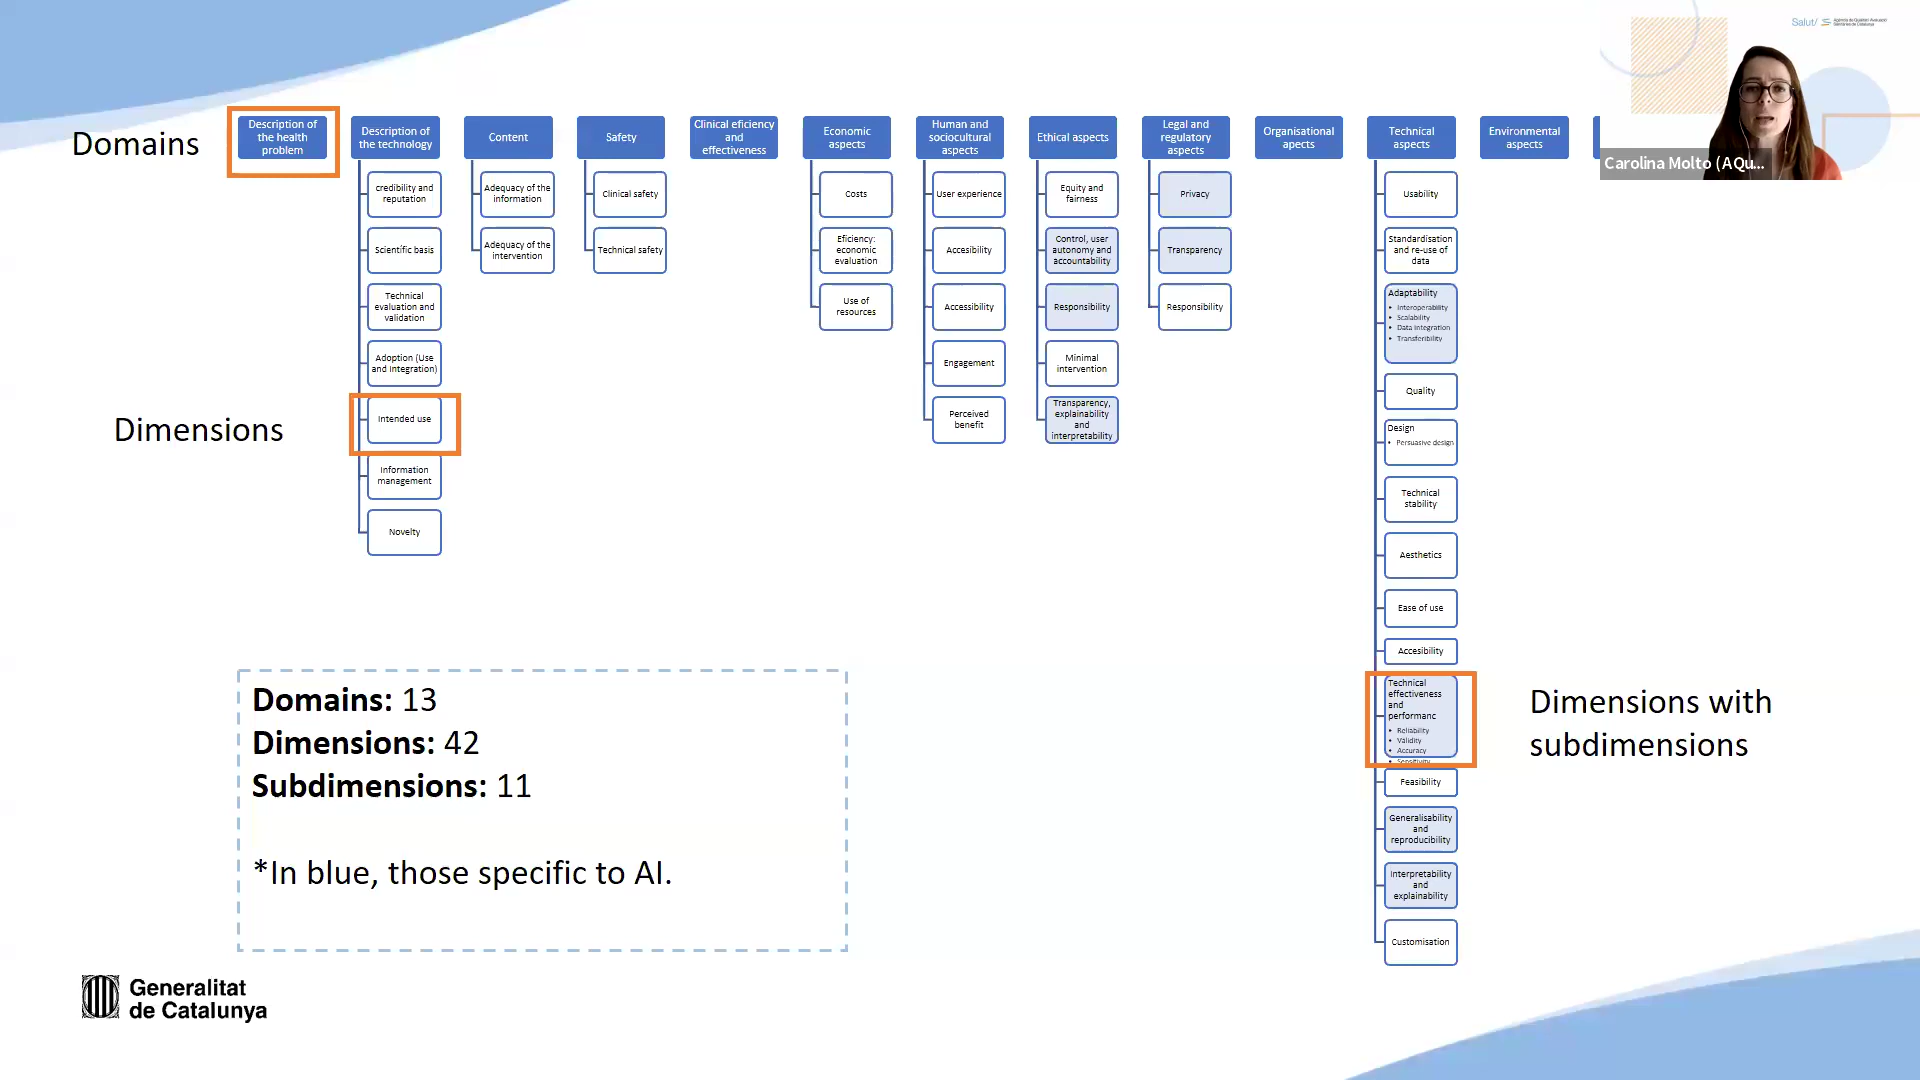 Salut/
Domains
Description of
the health
problem
Description of
the technology
Content
Safety
Clinical eficiency
and
effectiveness
Economic
aspects
Human and
sociocultural
aspects
Ethical aspects
Legal and
regulatory
aspects
Organisational
apects
Technical
aspects
Environmental
aspects
Carolina Molto (AQu...
credibility and
reputation
Scientific basis
Technical
evaluation and
validation
Adoption (Use
and Integration)
Dimensions
Intended use
Information
management
Novelty
Adequacy of the
information
Adequacy of the
intervention
Clinical safety
Technical safety
Costs
Eficiency:
economic
evaluation
Use of
resources
User experience
Accesibility
Accessibility
Engagement
Perceived
benefit
Equity and
fairness
Control, user
autonomy and
accountability
Responsibility
Minimal
intervention
Transparency,
explainability
and
interpretability
Privacy
Transparency
Responsibility
Usability
Standardisation
and re-use of
data
Adaptability
• Interoperability
• Scalability
• Data Integration
• Transferibility
Quality
Design
• Persuasive design
Technical
stability
Aesthetics
Ease of use
Accesibility
Technical
effectiveness
and
performanc
• Reliability
• Validity
• Accuracy
• Sensitivity
Feasibility
Generalisability
and
reproducibility
Interpretability
and
explainability
Customisation
Dimensions with
subdimensions
Domains: 13
Dimensions: 42
Subdimensions: 11
*In blue, those specific to AI.
Generalitat
de Catalunya